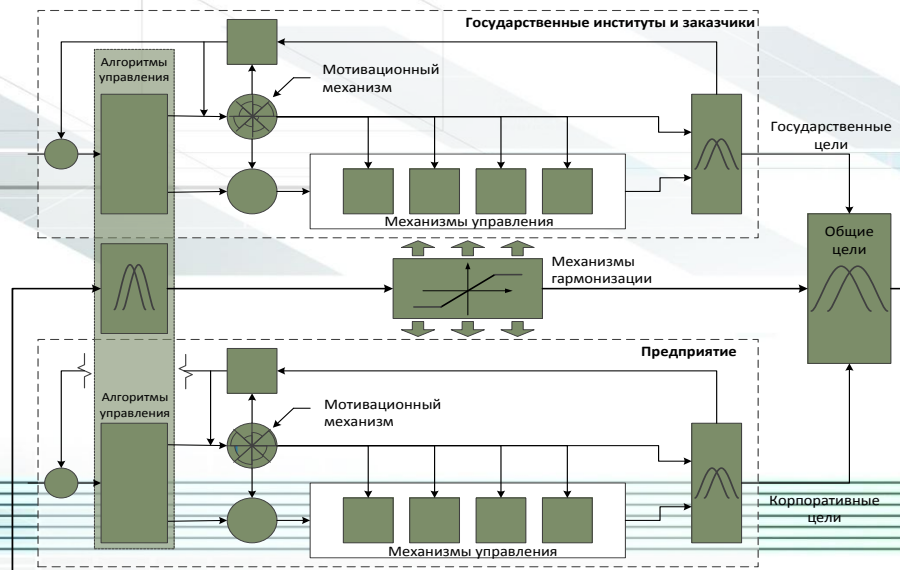 Государственные институты и заказчики
Алгоритмы
управления
Мотивационный
механизм
Государственные
цели
Механизмы управления
Общие
цели
Механизмы
гармонизации
Предприятие
Алгоритмы
управления
Мотивационный
механизм
Корпоративные
цели
Механизмы управления